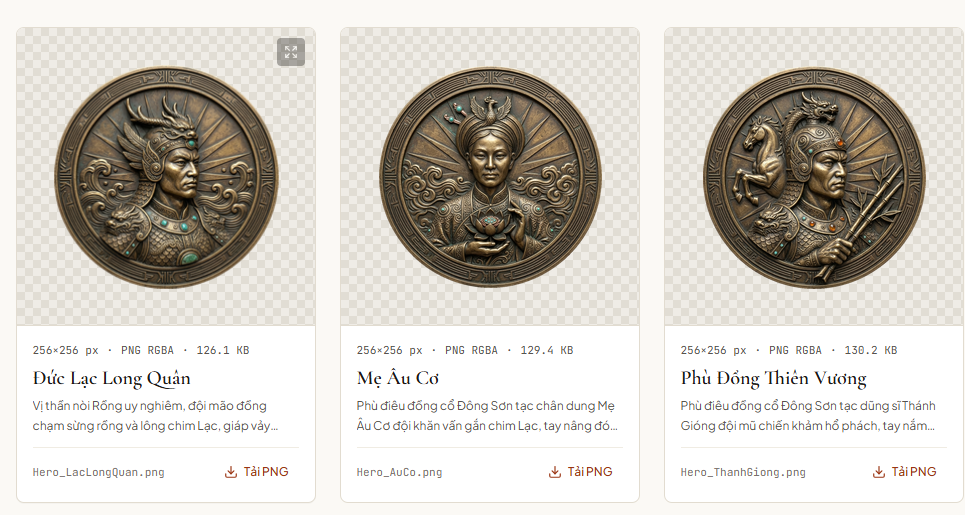 256×256 px · PNG RGBA · 126.1 KB
Đức Lạc Long Quân
Vị thần nòi Rồng uy nghiêm, đội mão đồng
chạm sừng rồng và lông chim Lạc, giáp vảy...
Hero_LacLongQuan.png
Tải PNG
256×256 px · PNG RGBA · 129.4 KB
Mẹ Âu Cơ
Phù điêu đồng cổ Đông Sơn tạc chân dung Mẹ
Âu Cơ đội khăn vấn gắn chim Lạc, tay nâng đó...
Hero_AuCo.png
Tải PNG
256×256 px · PNG RGBA · 130.2 KB
Phù Đổng Thiên Vương
Phù điêu đồng cổ Đông Sơn tạc dũng sĩ Thánh
Gióng đội mũ chiến khảm hổ phách, tay nắm...
Hero_ThanhGiong.png
Tải PNG